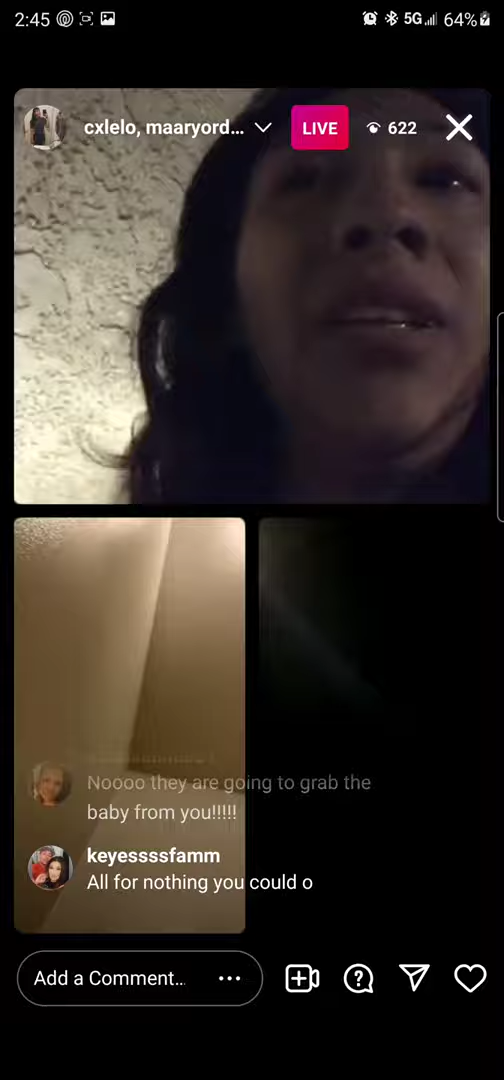 2:45 5G 64%
cxlelo, maaryord... LIVE 622
Noooo they are going to grab the
baby from you!!!!!
keyessssfamm
All for nothing you could o
Add a Comment...